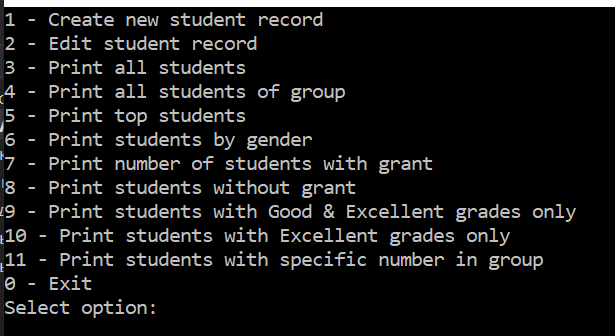 1 - Create new student record
2 - Edit student record
3 - Print all students
4 - Print all students of group
5 - Print top students
6 - Print students by gender
7 - Print number of students with grant
8 - Print students without grant
9 - Print students with Good & Excellent grades only
10 - Print students with Excellent grades only
11 - Print students with specific number in group
0 - Exit
Select option: